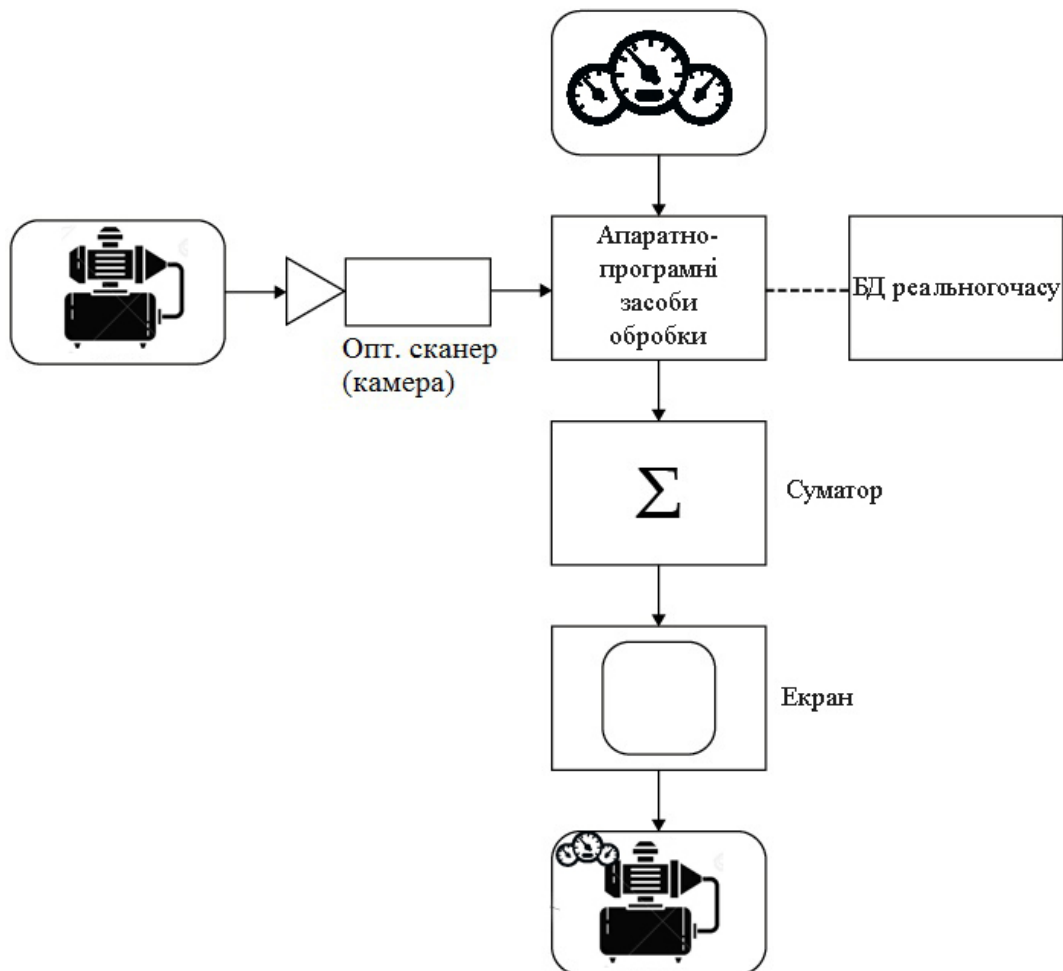 Апаратно-
програмні
засоби
обробки
БД реальногочасу
Опт. сканер
(камера)
Σ
Суматор
Екран